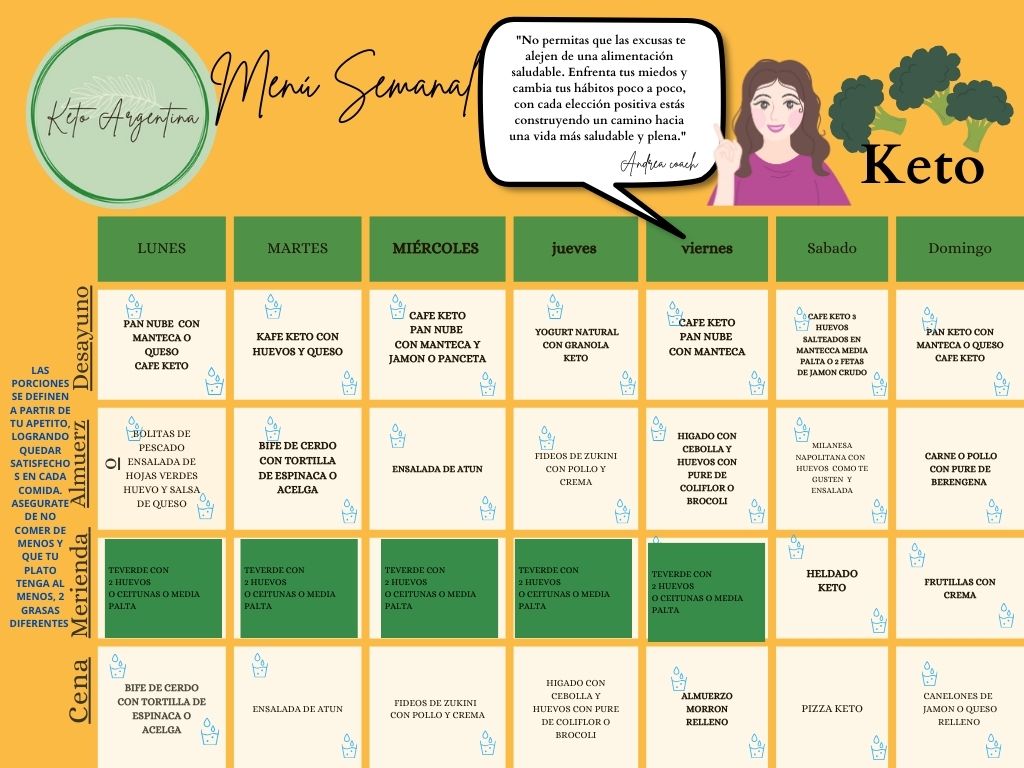 Keto Argentina
Menú Semanal
"No permitas que las excusas te
alejen de una alimentación
saludable. Enfrenta tus miedos y
cambia tus hábitos poco a poco,
con cada elección positiva estás
construyendo un camino hacia
una vida más saludable y plena."
Andrea coach
Keto
LUNES
MARTES
MIÉRCOLES
jueves
viernes
Sabado
Domingo
LAS
PORCIONES
SE DEFINEN
A PARTIR DE
TU APETITO,
LOGRANDO
QUEDAR
SATISFECHO
S EN CADA
COMIDA.
ASEGURATE
DE NO
COMER DE
MENOS Y
QUE TU
PLATO
TENGA AL
MENOS, 2
GRASAS
DIFERENTES
Desayuno
PAN NUBE CON
MANTECA O
QUESO
CAFE KETO
KAFE KETO CON
HUEVOS Y QUESO
CAFE KETO
PAN NUBE
CON MANTECA Y
JAMON O PANCETA
YOGURT NATURAL
CON GRANOLA
KETO
CAFE KETO
PAN NUBE
CON MANTECA
CAFE KETO 3
HUEVOS
SALTEADOS EN
MANTECCA MEDIA
PALTA O 2 FETAS
DE JAMON CRUDO
PAN KETO CON
MANTECA O QUESO
CAFE KETO
Almuerz
o
BOLITAS DE
PESCADO
ENSALADA DE
HOJAS VERDES
HUEVO Y SALSA
DE QUESO
BIFE DE CERDO
CON TORTILLA
DE ESPINACA O
ACELGA
ENSALADA DE ATUN
FIDEOS DE ZUKINI
CON POLLO Y
CREMA
HIGADO CON
CEBOLLA Y
HUEVOS CON
PURE DE
COLIFLOR O
BROCOLI
MILANESA
NAPOLITANA CON
HUEVOS COMO TE
GUSTEN Y
ENSALADA
CARNE O POLLO
CON PURE DE
BERENGENA
Merienda
TEVERDE CON
2 HUEVOS
O CEITUNAS O MEDIA
PALTA
TEVERDE CON
2 HUEVOS
O CEITUNAS O MEDIA
PALTA
TEVERDE CON
2 HUEVOS
O CEITUNAS O MEDIA
PALTA
TEVERDE CON
2 HUEVOS
O CEITUNAS O MEDIA
PALTA
TEVERDE CON
2 HUEVOS
O CEITUNAS O MEDIA
PALTA
HELDADO
KETO
FRUTILLAS CON
CREMA
Cena
BIFE DE CERDO
CON TORTILLA DE
ESPINACA O
ACELGA
ENSALADA DE ATUN
FIDEOS DE ZUKINI
CON POLLO Y CREMA
HIGADO CON
CEBOLLA Y
HUEVOS CON PURE
DE COLIFLOR O
BROCOLI
ALMUERZO
MORRON
RELLENO
PIZZA KETO
CANELONES DE
JAMON O QUESO
RELLENO